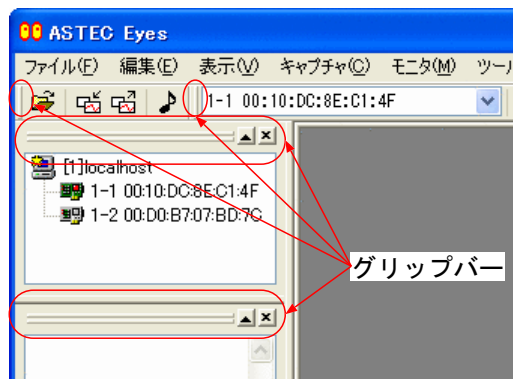 ASTEC Eyes
ファイル(F) 編集(E) 表示(V) キャプチャ(C) モニタ(M) ツール
1-1 00:10:DC:8E:C1:4F
[1]localhost
1-1 00:10:DC:8E:C1:4F
1-2 00:D0:B7:07:BD:7C
グリップバー